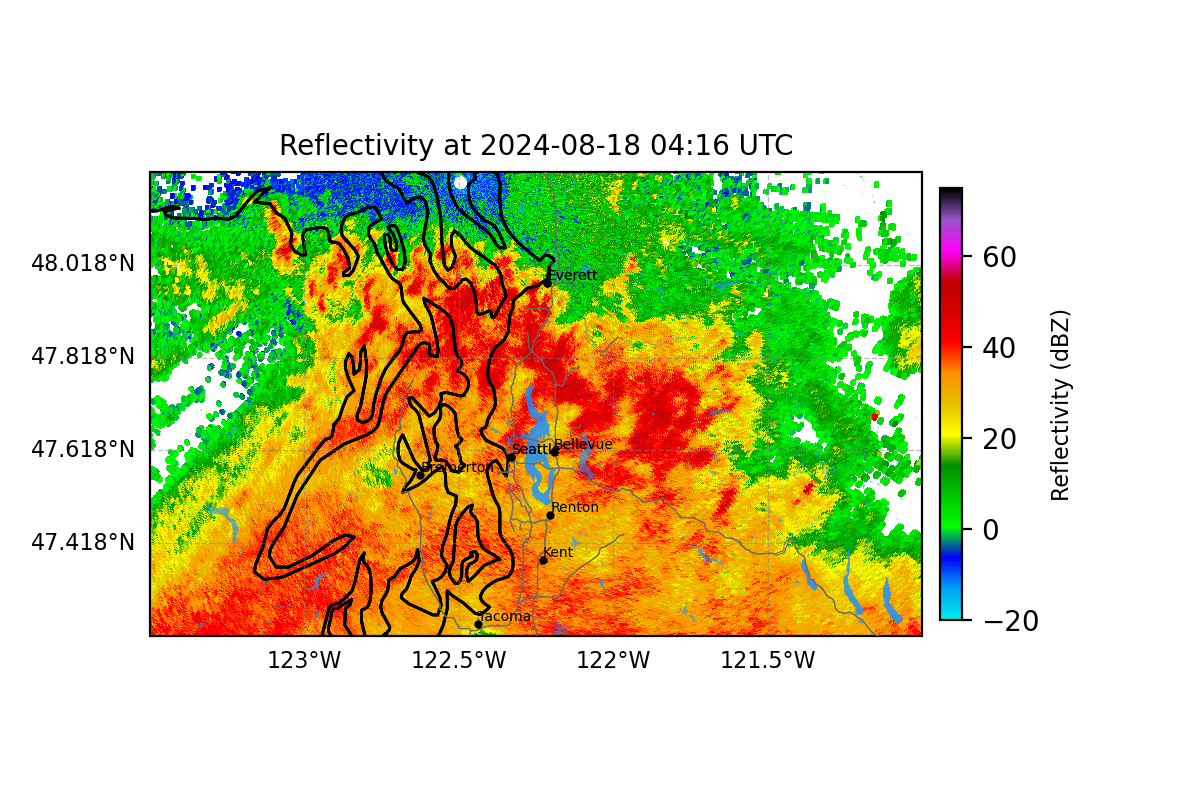 Reflectivity at 2024-08-18 04:16 UTC
48.018°N
47.818°N
47.618°N
47.418°N
123°W
122.5°W
122°W
121.5°W
Everett
Bellevue
Seattle
Bremerton
Renton
Kent
Tacoma
60
40
20
0
−20
Reflectivity (dBZ)